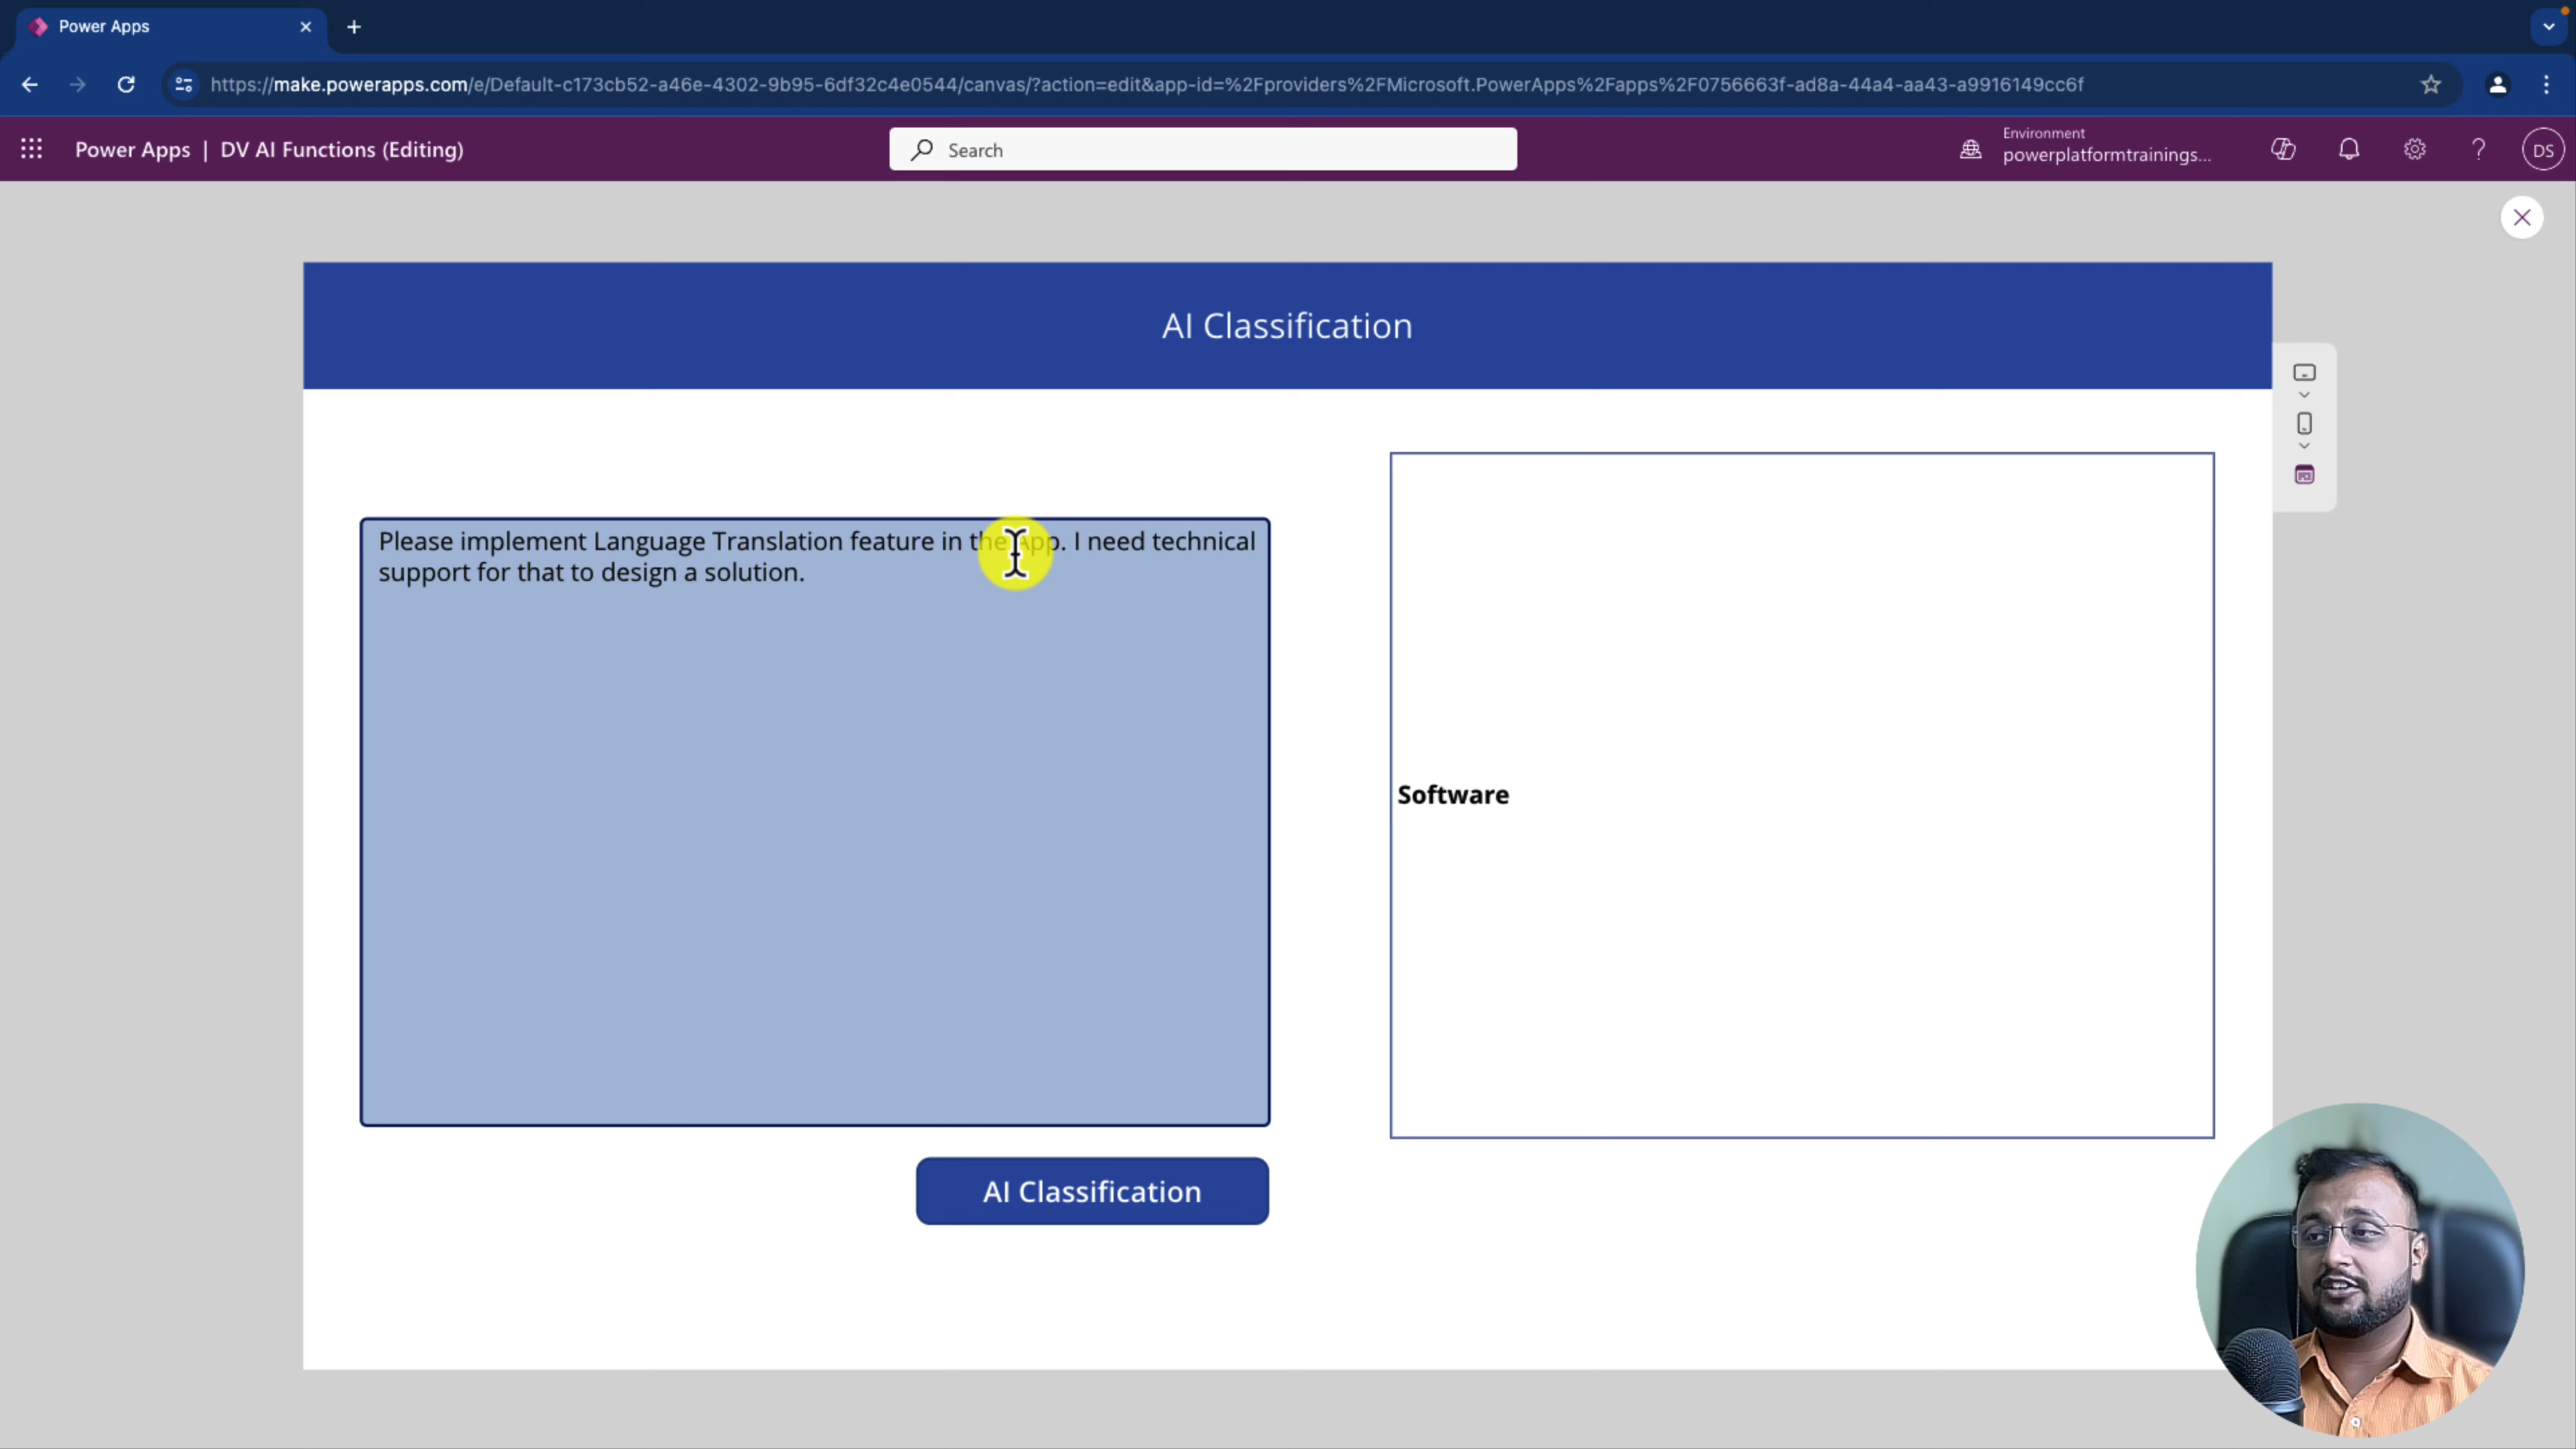 Power Apps
https://make.powerapps.com/e/Default-c173cb52-a46e-4302-9b95-6df32c4e0544/canvas/?action=edit&app-id=%2Fproviders%2FMicrosoft.PowerApps%2Fapps%2F0756663f-ad8a-44a4-aa43-a9916149cc6f
Power Apps | DV AI Functions (Editing)
Search
Environment
powerplatformtrainings...
DS
AI Classification
Please implement Language Translation feature in the App. I need technical
support for that to design a solution.
Software
AI Classification